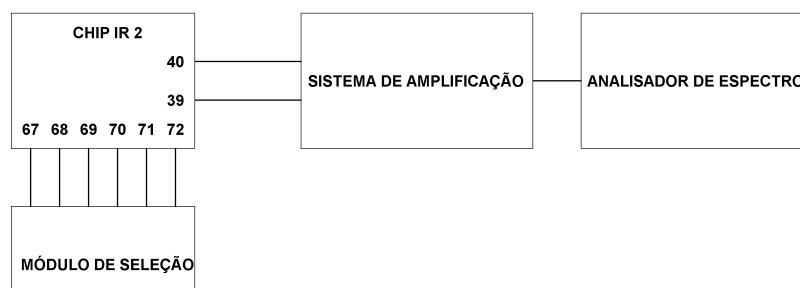 CHIP IR 2
40
SISTEMA DE AMPLIFICAÇÃO
ANALISADOR DE ESPECTRO
39
67 68 69 70 71 72
MÓDULO DE SELEÇÃO